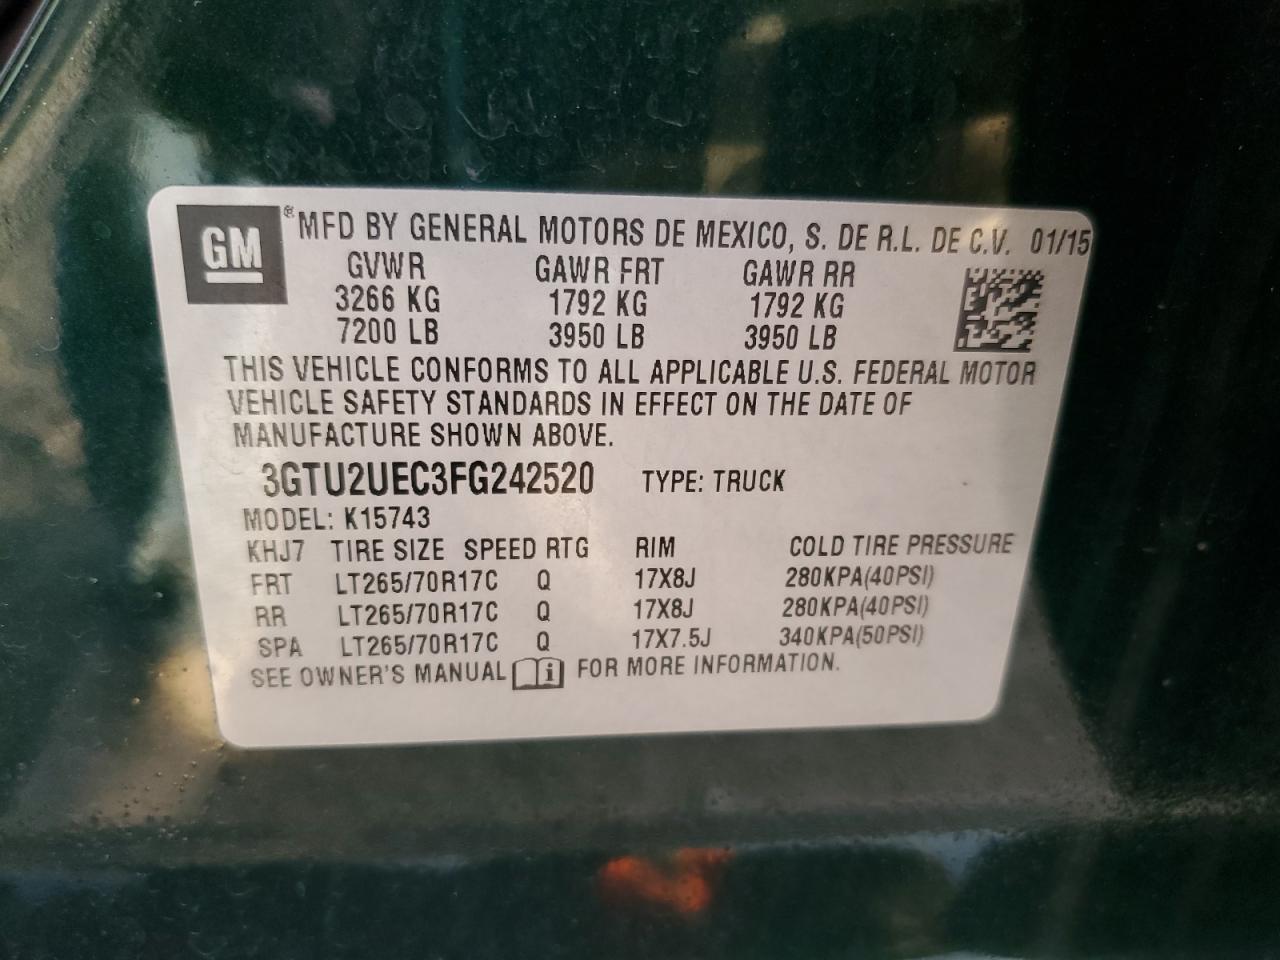 GM ® MFD BY GENERAL MOTORS DE MEXICO, S. DE R.L. DE C.V. 01/15
GVWR GAWR FRT GAWR RR
3266 KG 1792 KG 1792 KG
7200 LB 3950 LB 3950 LB
THIS VEHICLE CONFORMS TO ALL APPLICABLE U.S. FEDERAL MOTOR
VEHICLE SAFETY STANDARDS IN EFFECT ON THE DATE OF
MANUFACTURE SHOWN ABOVE.
3GTU2UEC3FG242520 TYPE: TRUCK
MODEL: K15743
KHJ7 TIRE SIZE SPEED RTG RIM COLD TIRE PRESSURE
FRT LT265/70R17C Q 17X8J 280KPA(40PSI)
RR LT265/70R17C Q 17X8J 280KPA(40PSI)
SPA LT265/70R17C Q 17X7.5J 340KPA(50PSI)
SEE OWNER'S MANUAL i FOR MORE INFORMATION.